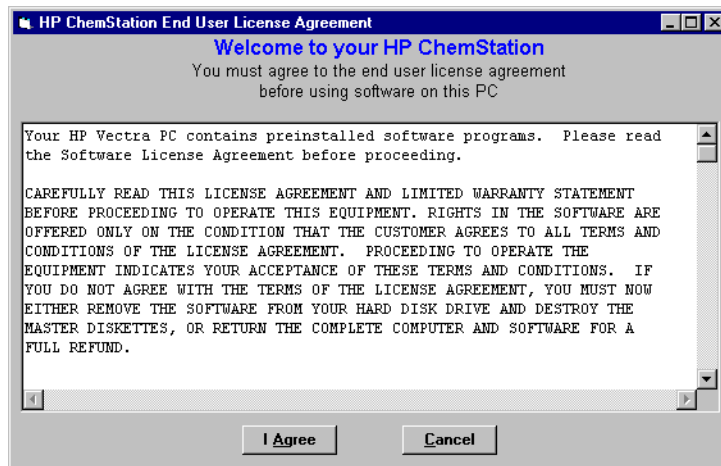 HP ChemStation End User License Agreement
Welcome to your HP ChemStation
You must agree to the end user license agreement
before using software on this PC
Your HP Vectra PC contains preinstalled software programs.  Please read
the Software License Agreement before proceeding.
CAREFULLY READ THIS LICENSE AGREEMENT AND LIMITED WARRANTY STATEMENT
BEFORE PROCEEDING TO OPERATE THIS EQUIPMENT. RIGHTS IN THE SOFTWARE ARE
OFFERED ONLY ON THE CONDITION THAT THE CUSTOMER AGREES TO ALL TERMS AND
CONDITIONS OF THE LICENSE AGREEMENT.  PROCEEDING TO OPERATE THE
EQUIPMENT INDICATES YOUR ACCEPTANCE OF THESE TERMS AND CONDITIONS.  IF
YOU DO NOT AGREE WITH THE TERMS OF THE LICENSE AGREEMENT, YOU MUST NOW
EITHER REMOVE THE SOFTWARE FROM YOUR HARD DISK DRIVE AND DESTROY THE
MASTER DISKETTES, OR RETURN THE COMPLETE COMPUTER AND SOFTWARE FOR A
FULL REFUND.
I Agree
Cancel